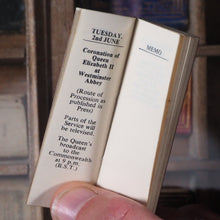 TUESDAY,
2nd JUNE
Coronation of
Queen
Elizabeth II
at
Westminster
Abbey
(Route of
Procession as
published in
Press)
Parts of the
Service will
be televised.
The Queen's
broadcast
to the
Commonwealth
at 9 p.m.
(B.S.T.)
MEMO